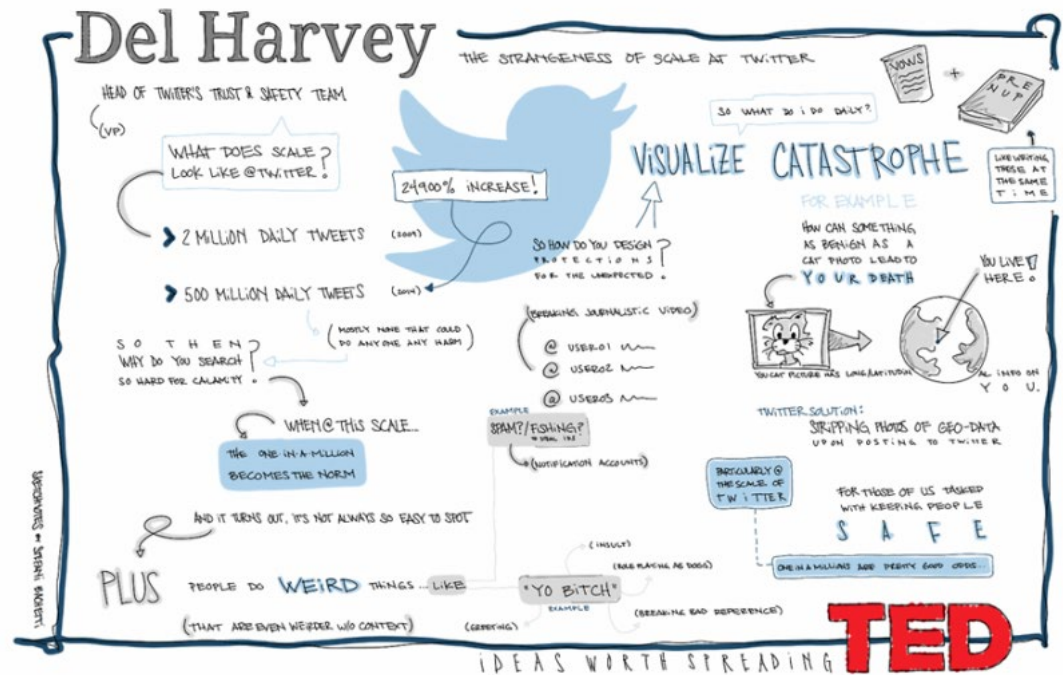 Del Harvey
THE STRANGENESS OF SCALE AT TWITTER
HEAD OF TWITTER'S TRUST & SAFETY TEAM
(VP)
WHAT DOES SCALE
LOOK LIKE @TWITTER?
24900% INCREASE!
> 2 MILLION DAILY TWEETS (2009)
> 500 MILLION DAILY TWEETS (2014)
(MOSTLY NONE THAT COULD
DO ANYONE ANY HARM)
SO THEN
WHY DO YOU SEARCH
SO HARD FOR CALAMITY?
WHEN @ THIS SCALE...
THE ONE IN-A-MILLION
BECOMES THE NORM
AND IT TURNS OUT, IT'S NOT ALWAYS SO EASY TO SPOT
PLUS
PEOPLE DO WEIRD THINGS... LIKE
(THAT ARE EVEN WEIRDER W/O CONTEXT)
EXAMPLE
SPAM?/FISHING?
(NOTIFICATION ACCOUNTS)
(BREAKING JOURNALISTIC VIDEO)
@ USER01
@ USER02
@ USER03
"YO BITCH"
EXAMPLE
(INSULT)
(ROLE PLAYING AS DOGS)
(BREAKING BAD REFERENCE)
(GREETING)
SO WHAT DO I DO DAILY?
VISUALIZE CATASTROPHE
SO HOW DO YOU DESIGN
PROTECTIONS
FOR THE UNEXPECTED?
VOWS
+
PRENUP
LIKE WRITING
THESE AT
THE SAME
TIME
FOR EXAMPLE
HOW CAN SOMETHING
AS BENIGN AS A
CAT PHOTO LEAD TO
YOUR DEATH
YOU LIVE
HERE!
YOU CAT PICTURE HAS LONG/LATITUDIN
AL INFO ON
YOU.
TWITTER SOLUTION:
STRIPPING PHOTOS OF GEO-DATA
UPON POSTING TO TWITTER
PARTICULARLY @
THE SCALE OF
TWITTER
FOR THOSE OF US TASKED
WITH KEEPING PEOPLE
SAFE
ONE IN A MILLIONS ARE PRETTY GOOD ODDS...
IDEAS WORTH SPREADING
TED